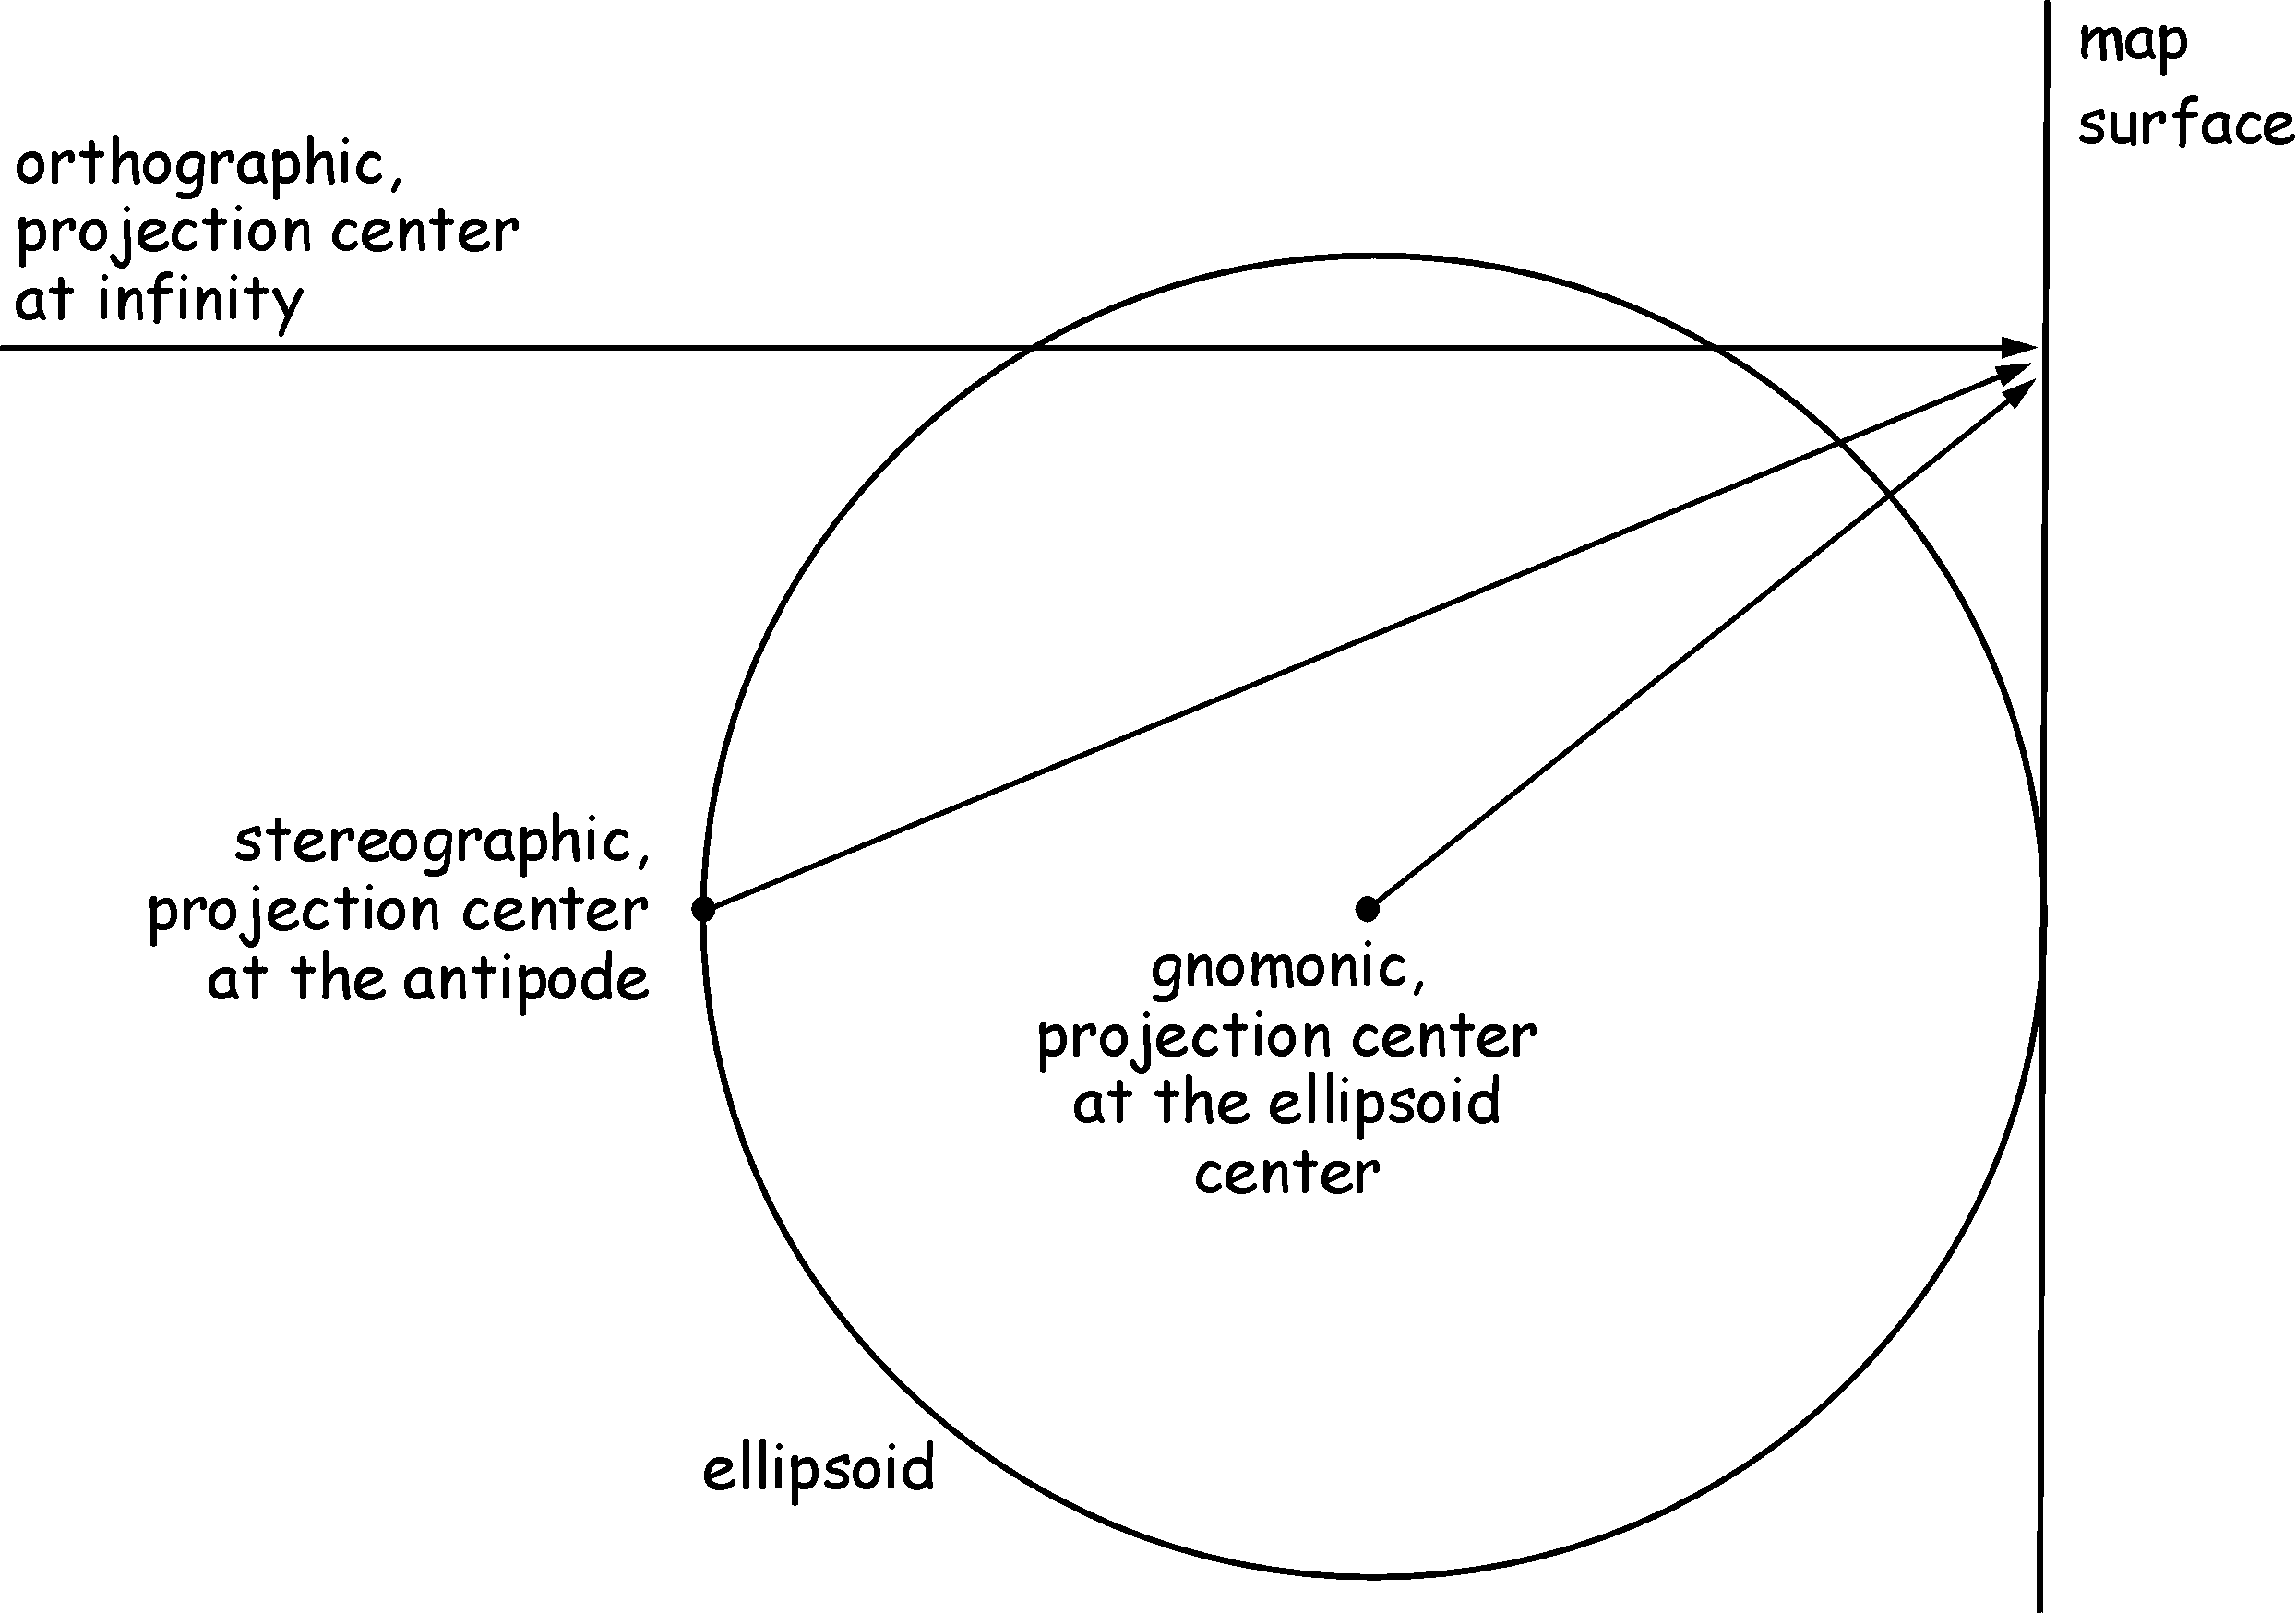 map
surface
orthographic,
projection center
at infinity
stereographic,
projection center
at the antipode
gnomonic,
projection center
at the ellipsoid
center
ellipsoid